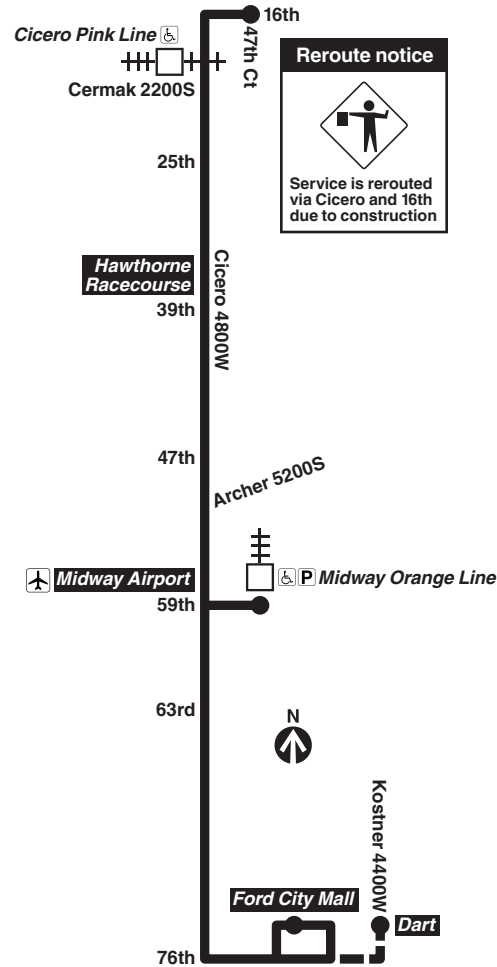 16th
Cicero Pink Line
47th Ct
Cermak 2200S
Reroute notice
Service is rerouted
via Cicero and 16th
due to construction
25th
Hawthorne
Racecourse
Cicero 4800W
39th
47th
Archer 5200S
Midway Airport
P Midway Orange Line
59th
63rd
N
Kostner 4400W
Ford City Mall
Dart
76th